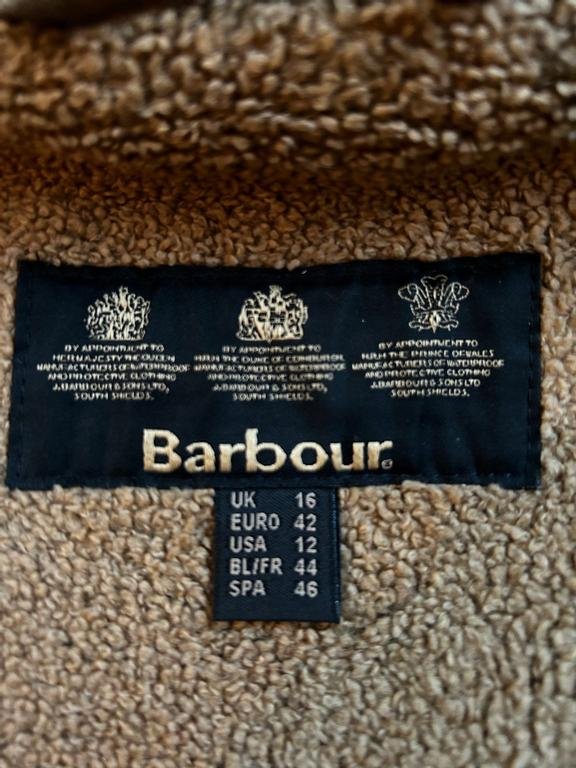 BY APPOINTMENT TO
HER MAJESTY THE QUEEN
MANUFACTURERS OF WATERPROOF
AND PROTECTIVE CLOTHING
J.BARBOUR & SONS LTD,
SOUTH SHIELDS.
BY APPOINTMENT TO
H.R.H. THE DUKE OF EDINBURGH
MANUFACTURERS OF WATERPROOF
AND PROTECTIVE CLOTHING
J.BARBOUR & SONS LTD,
SOUTH SHIELDS.
BY APPOINTMENT TO
H.R.H. THE PRINCE OF WALES
MANUFACTURERS OF WATERPROOF
AND PROTECTIVE CLOTHING
J.BARBOUR & SONS LTD
SOUTH SHIELDS.
Barbour®
UK 16
EURO 42
USA 12
BL/FR 44
SPA 46